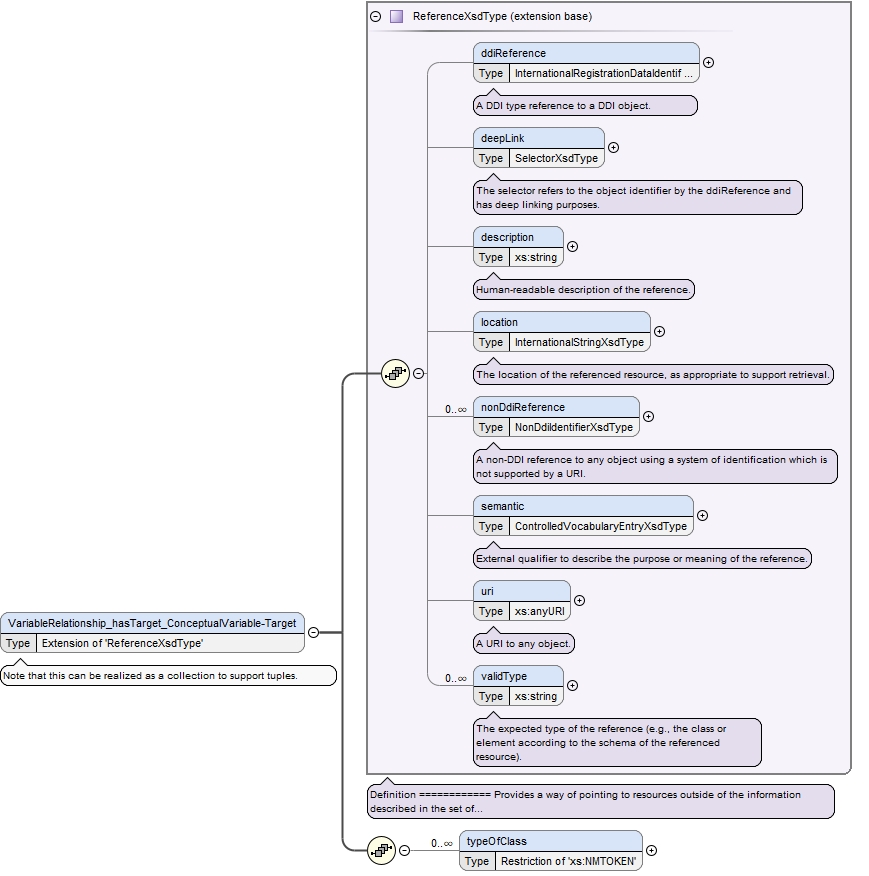 ReferenceXsdType (extension base)
ddiReference
Type InternationalRegistrationDataIdentif ...
A DDI type reference to a DDI object.
deepLink
Type SelectorXsdType
The selector refers to the object identifier by the ddiReference and
has deep linking purposes.
description
Type xs:string
Human-readable description of the reference.
location
Type InternationalStringXsdType
The location of the referenced resource, as appropriate to support retrieval.
0..∞ nonDdiReference
Type NonDdiIdentifierXsdType
A non-DDI reference to any object using a system of identification which is
not supported by a URI.
semantic
Type ControlledVocabularyEntryXsdType
External qualifier to describe the purpose or meaning of the reference.
uri
Type xs:anyURI
A URI to any object.
VariableRelationship_hasTarget_ConceptualVariable-Target
Type Extension of 'ReferenceXsdType'
Note that this can be realized as a collection to support tuples.
0..∞ validType
Type xs:string
The expected type of the reference (e.g., the class or
element according to the schema of the referenced
resource).
Definition ============ Provides a way of pointing to resources outside of the information
described in the set of...
0..∞ typeOfClass
Type Restriction of 'xs:NMTOKEN'